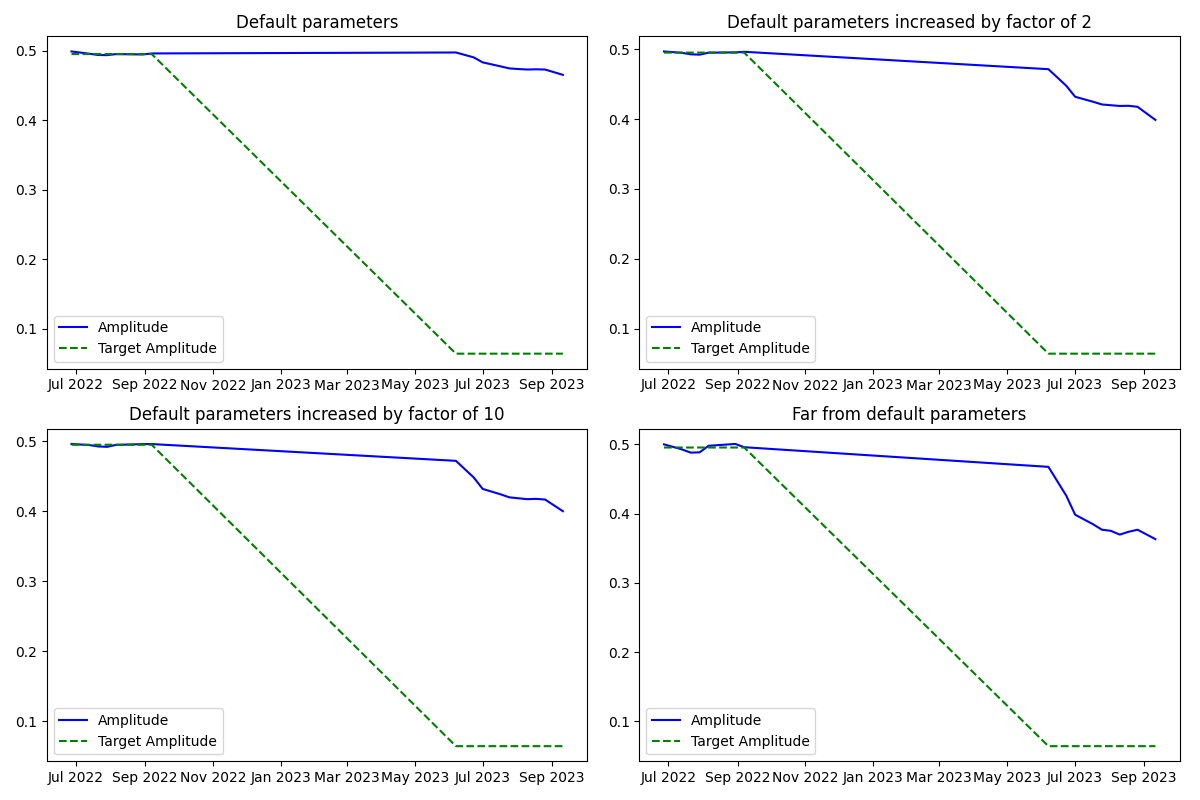 Default parameters
0.5
0.4
0.3
0.2
0.1
Amplitude
Target Amplitude
Jul 2022 Sep 2022 Nov 2022 Jan 2023 Mar 2023 May 2023 Jul 2023 Sep 2023
Default parameters increased by factor of 2
0.5
0.4
0.3
0.2
0.1
Amplitude
Target Amplitude
Jul 2022 Sep 2022 Nov 2022 Jan 2023 Mar 2023 May 2023 Jul 2023 Sep 2023
Default parameters increased by factor of 10
0.5
0.4
0.3
0.2
0.1
Amplitude
Target Amplitude
Jul 2022 Sep 2022 Nov 2022 Jan 2023 Mar 2023 May 2023 Jul 2023 Sep 2023
Far from default parameters
0.5
0.4
0.3
0.2
0.1
Amplitude
Target Amplitude
Jul 2022 Sep 2022 Nov 2022 Jan 2023 Mar 2023 May 2023 Jul 2023 Sep 2023